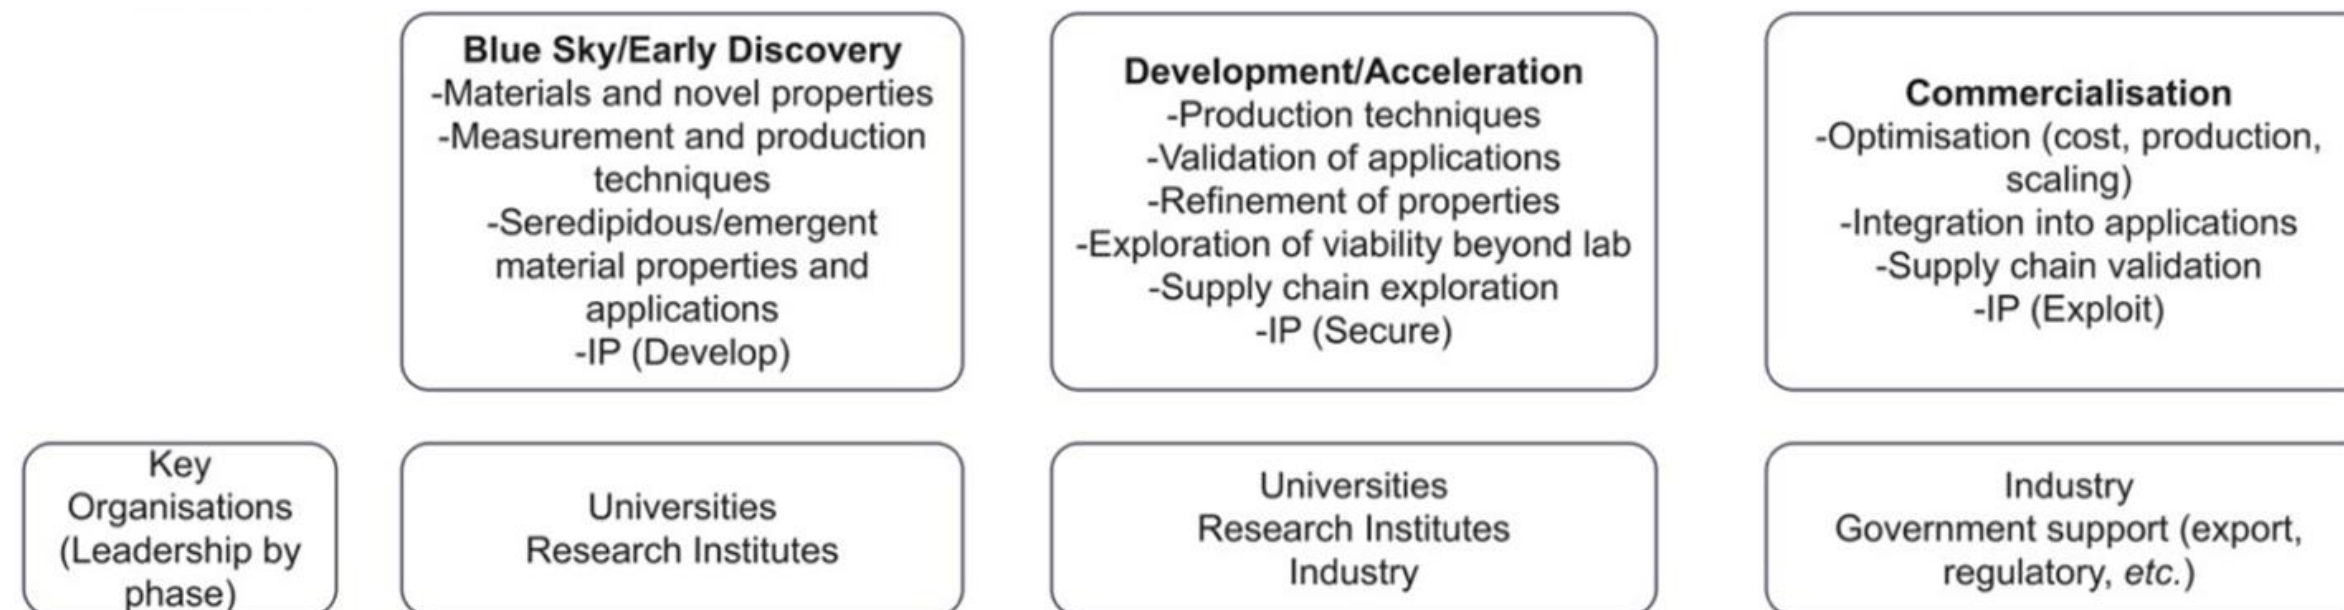 Blue Sky/Early Discovery
-Materials and novel properties
-Measurement and production
techniques
-Seredipidous/emergent
material properties and
applications
-IP (Develop)
Development/Acceleration
-Production techniques
-Validation of applications
-Refinement of properties
-Exploration of viability beyond lab
-Supply chain exploration
-IP (Secure)
Commercialisation
-Optimisation (cost, production,
scaling)
-Integration into applications
-Supply chain validation
-IP (Exploit)
Key
Organisations
(Leadership by
phase)
Universities
Research Institutes
Universities
Research Institutes
Industry
Industry
Government support (export,
regulatory, etc.)